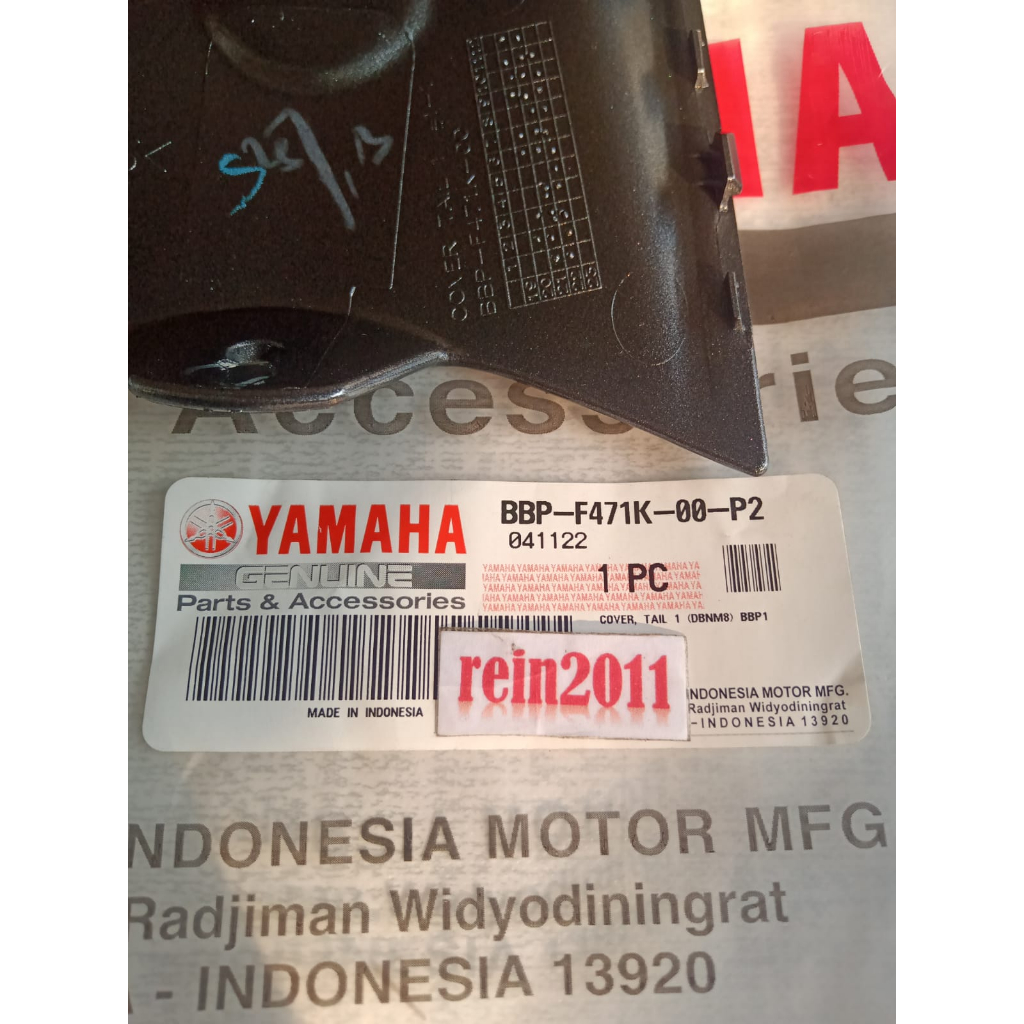 AHA
COVER TAIL
BBP-F471K-00
Accessorie
YAMAHA
GENUINE
Parts & Accessories
BBP-F471K-00-P2
041122
1 PC
COVER, TAIL 1 (DBNM8) BBP1
MADE IN INDONESIA
rein2011
INDONESIA MOTOR MFG.
Radjiman Widyodiningrat
-INDONESIA 13920
INDONESIA MOTOR MFG
Radjiman Widyodiningrat
- INDONESIA 13920